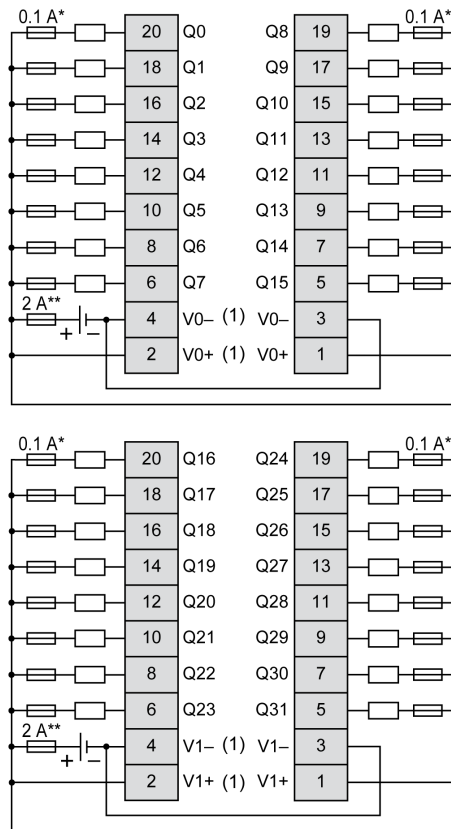 0.1 A* 0.1 A*
20 Q0 Q8 19
18 Q1 Q9 17
16 Q2 Q10 15
14 Q3 Q11 13
12 Q4 Q12 11
10 Q5 Q13 9
8 Q6 Q14 7
6 Q7 Q15 5
2 A**
+ − 4 V0– (1) V0– 3
2 V0+ (1) V0+ 1
0.1 A* 0.1 A*
20 Q16 Q24 19
18 Q17 Q25 17
16 Q18 Q26 15
14 Q19 Q27 13
12 Q20 Q28 11
10 Q21 Q29 9
8 Q22 Q30 7
6 Q23 Q31 5
2 A**
+ − 4 V1– (1) V1– 3
2 V1+ (1) V1+ 1